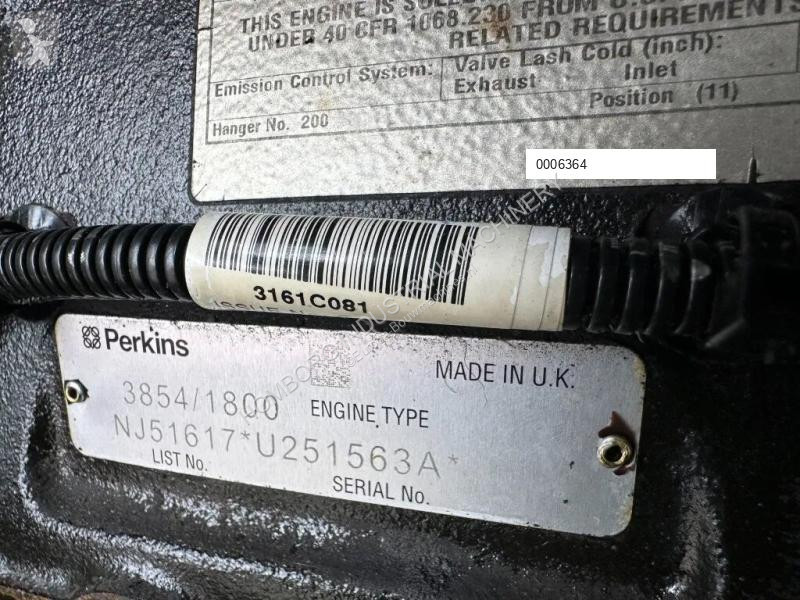 THIS ENGINE IS
UNDER 40 CFR 1068.230 FROM
RELATED REQUIREMENTS
Emission Control System:
Valve Lash Cold (inch):
Exhaust Inlet
Position (11)
Hanger No. 200
0006364
3161C081
Perkins
MADE IN U.K.
3854/1800 ENGINE TYPE
NJ51617*U251563A*
LIST No.
SERIAL No.